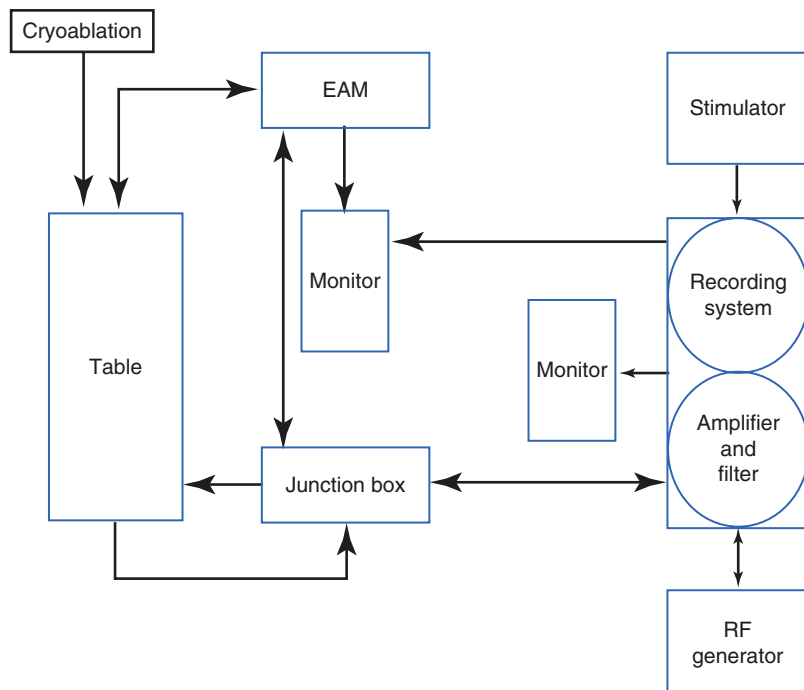 Cryoablation
EAM
Stimulator
Monitor
Recording
system
Table
Monitor
Amplifier
and
filter
Junction box
RF
generator